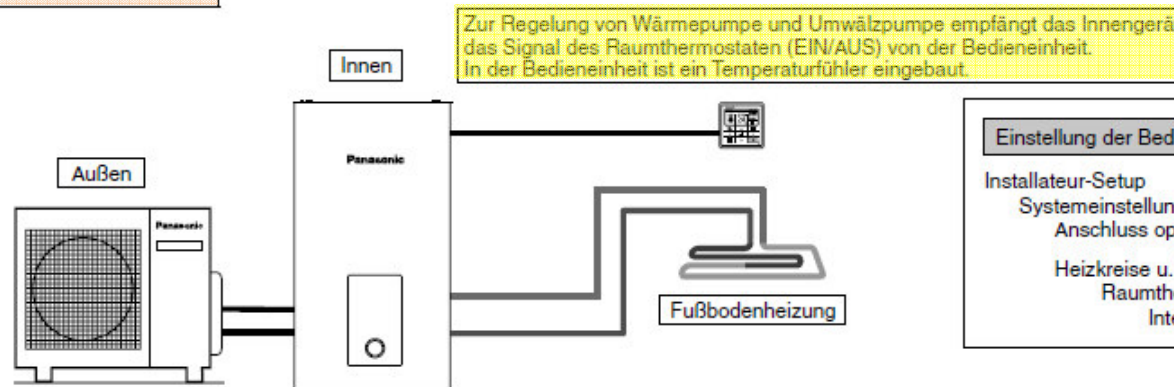 Zur Regelung von Wärmepumpe und Umwälzpumpe empfängt das Innengerä
das Signal des Raumthermostaten (EIN/AUS) von der Bedieneinheit.
In der Bedieneinheit ist ein Temperaturfühler eingebaut.
Innen
Panasonic
Außen
Panasonic
Fußbodenheizung
Einstellung der Bed
Installateur-Setup
Systemeinstellun
Anschluss op
Heizkreise u.
Raumthe
Inte